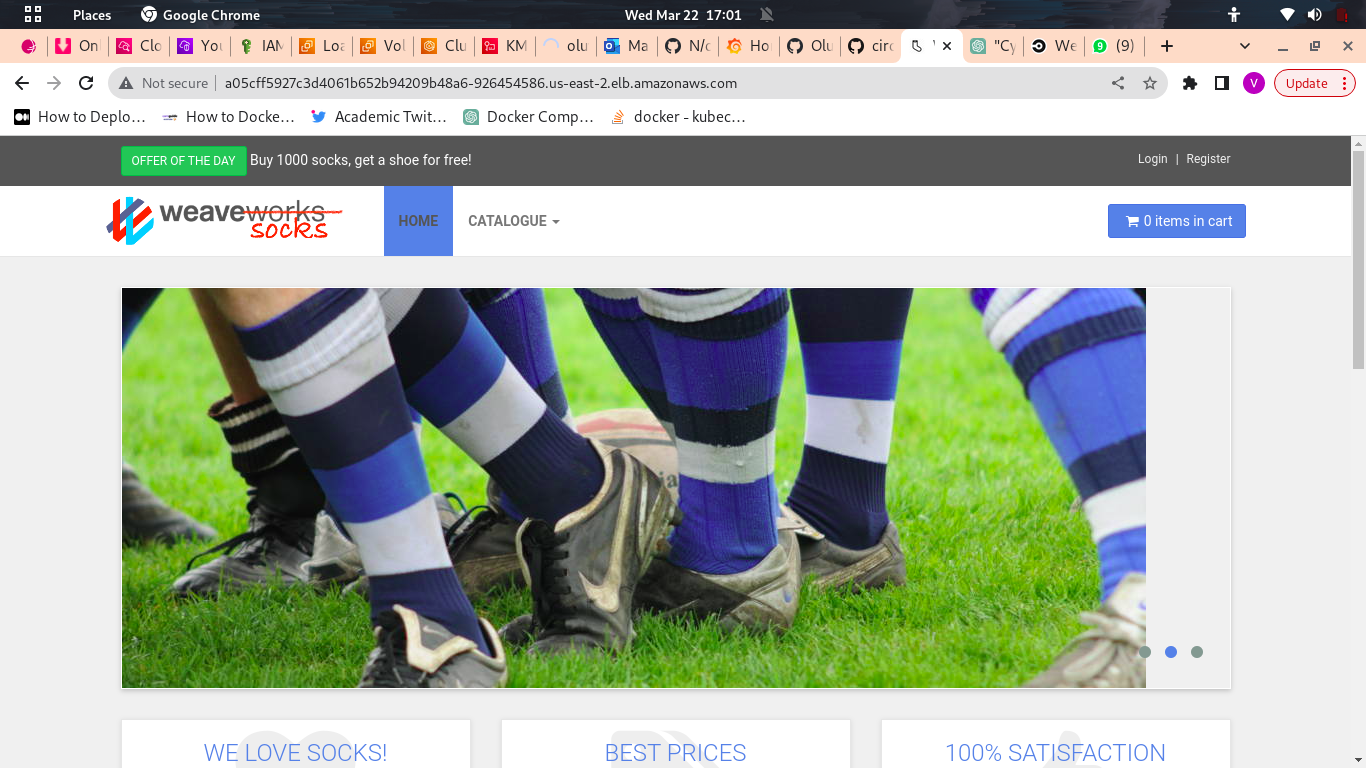 Places Google Chrome Wed Mar 22 17:01
Onl Clo You IAM Loa Vol Clu KM olu Ma N/c Ho Olu circ "Cy We (9)
Not secure a05cff5927c3d4061b652b94209b48a6-926454586.us-east-2.elb.amazonaws.com V Update
How to Deplo... How to Docke... Academic Twit... Docker Comp... docker - kubec...
OFFER OF THE DAY Buy 1000 socks, get a shoe for free! Login | Register
weaveworks
socks
HOME CATALOGUE 0 items in cart
WE LOVE SOCKS! BEST PRICES 100% SATISFACTION